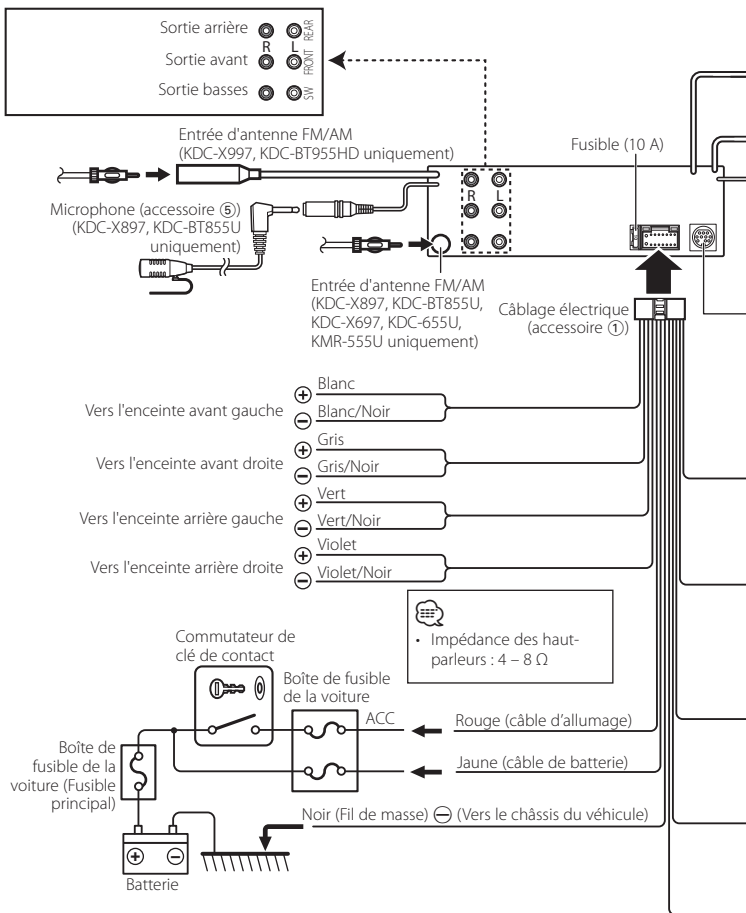 Sortie arrière
R L REAR
Sortie avant
FRONT
Sortie basses
SW
Entrée d'antenne FM/AM
(KDC-X997, KDC-BT955HD uniquement)
Fusible (10 A)
R L
Microphone (accessoire ⑤)
(KDC-X897, KDC-BT855U
uniquement)
Entrée d'antenne FM/AM
(KDC-X897, KDC-BT855U,
KDC-X697, KDC-655U,
KMR-555U uniquement)
Câblage électrique
(accessoire ①)
Vers l'enceinte avant gauche
⊕ Blanc
⊖ Blanc/Noir
Vers l'enceinte avant droite
⊕ Gris
⊖ Gris/Noir
Vers l'enceinte arrière gauche
⊕ Vert
⊖ Vert/Noir
Vers l'enceinte arrière droite
⊕ Violet
⊖ Violet/Noir
• Impédance des haut-
parleurs : 4 – 8 Ω
Commutateur de
clé de contact
Boîte de fusible
de la voiture
ACC
Rouge (câble d'allumage)
Boîte de
fusible de la
voiture (Fusible
principal)
Jaune (câble de batterie)
Noir (Fil de masse) ⊖ (Vers le châssis du véhicule)
⊕ ⊖
Batterie